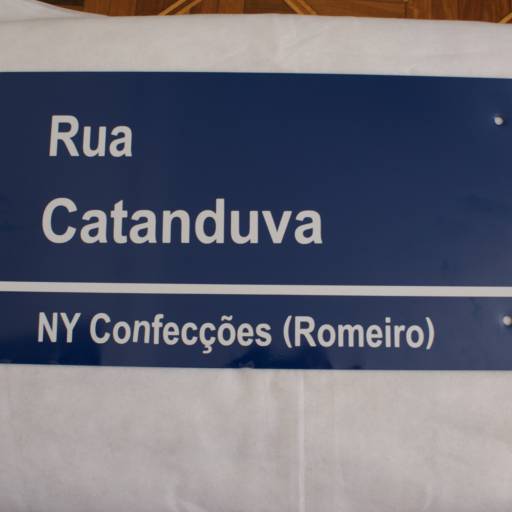 Rua
Catanduva
NY Confecções (Romeiro)